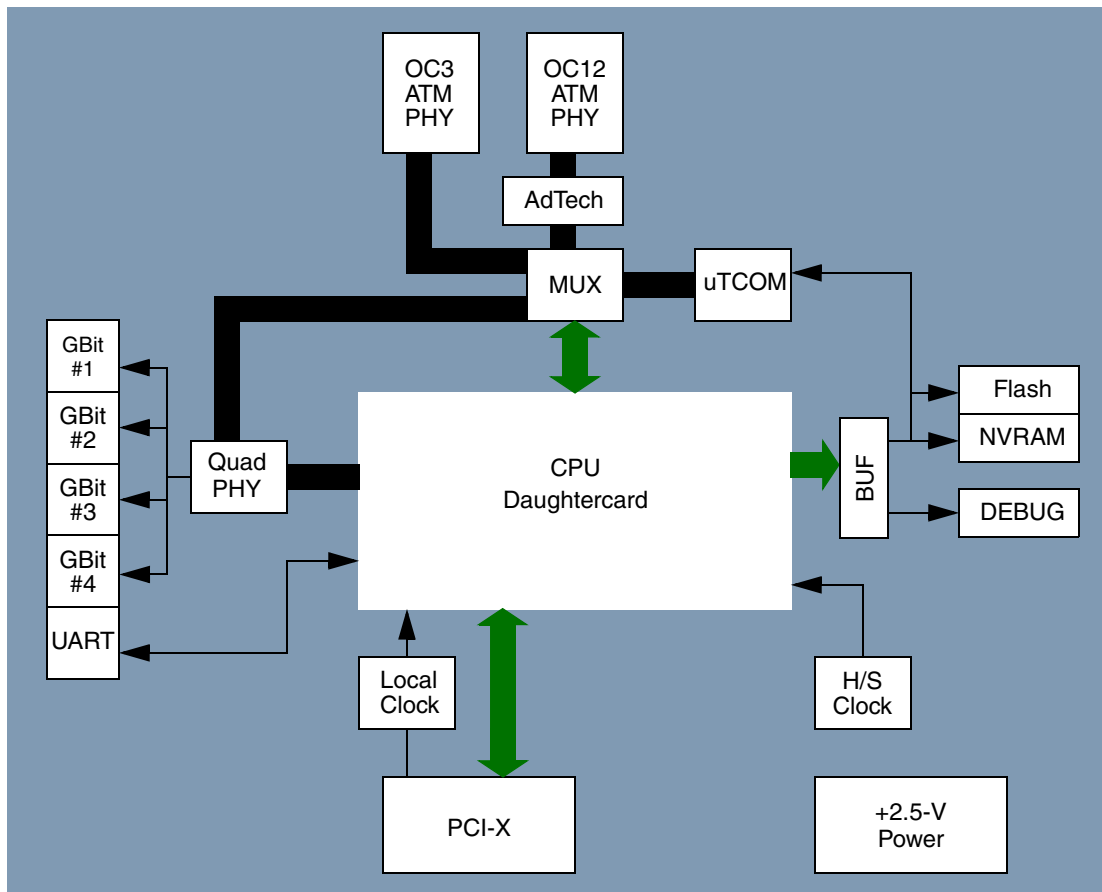 OC3
ATM
PHY
OC12
ATM
PHY
AdTech
MUX
uTCOM
GBit
#1
GBit
#2
GBit
#3
GBit
#4
UART
Quad
PHY
CPU
Daughtercard
BUF
Flash
NVRAM
DEBUG
Local
Clock
H/S
Clock
PCI-X
+2.5-V
Power